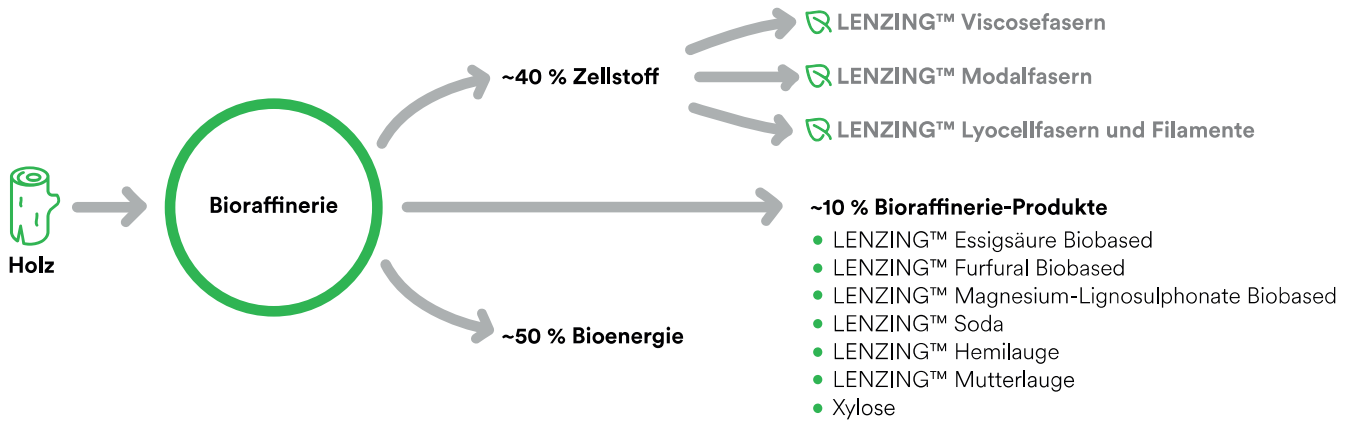 Holz
Bioraffinerie
~40 % Zellstoff
LENZING™ Viscosefasern
LENZING™ Modalfasern
LENZING™ Lyocellfasern und Filamente
~10 % Bioraffinerie-Produkte
• LENZING™ Essigsäure Biobased
• LENZING™ Furfural Biobased
• LENZING™ Magnesium-Lignosulphonate Biobased
• LENZING™ Soda
• LENZING™ Hemilauge
• LENZING™ Mutterlauge
• Xylose
~50 % Bioenergie